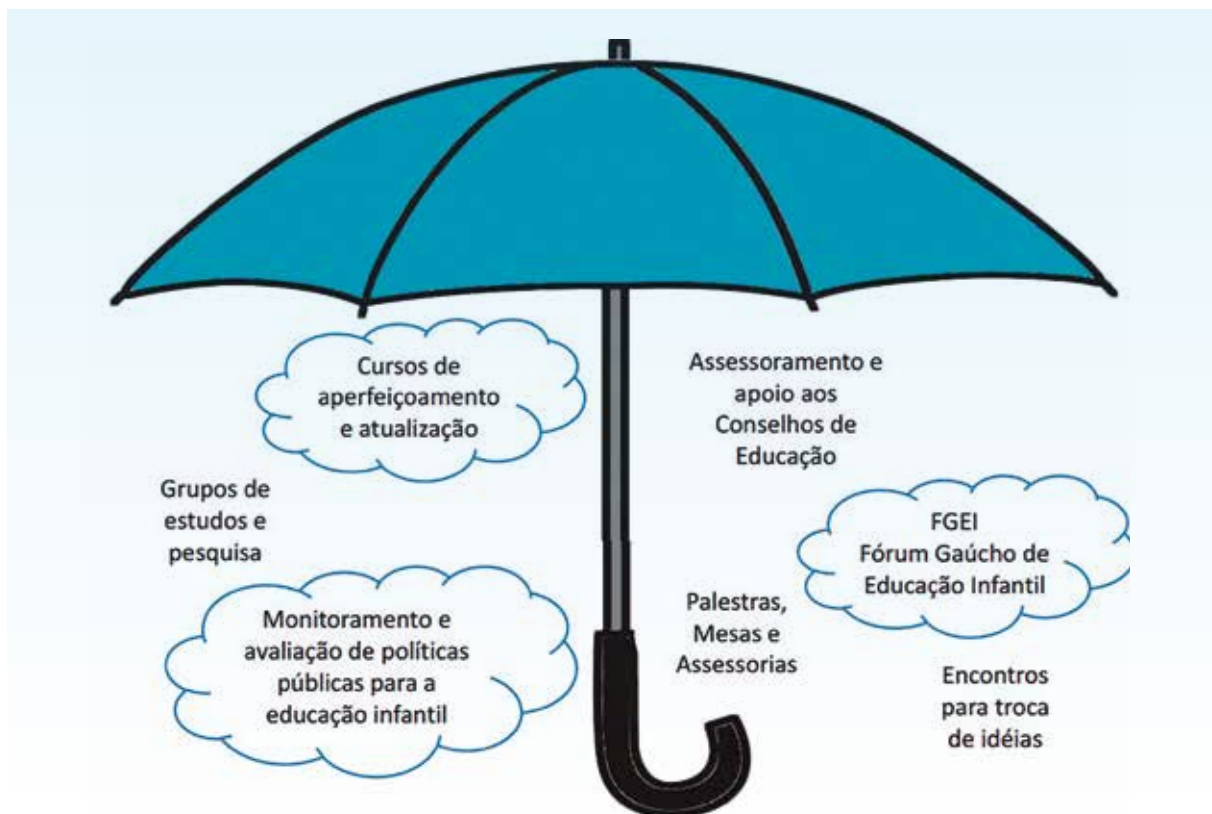 Cursos de
aperfeiçoamento
e atualização
Assessoramento e
apoio aos
Conselhos de
Educação
Grupos de
estudos e
pesquisa
FGEI
Fórum Gaúcho de
Educação Infantil
Monitoramento e
avaliação de políticas
públicas para a
educação infantil
Palestras,
Mesas e
Assessorias
Encontros
para troca
de idéias